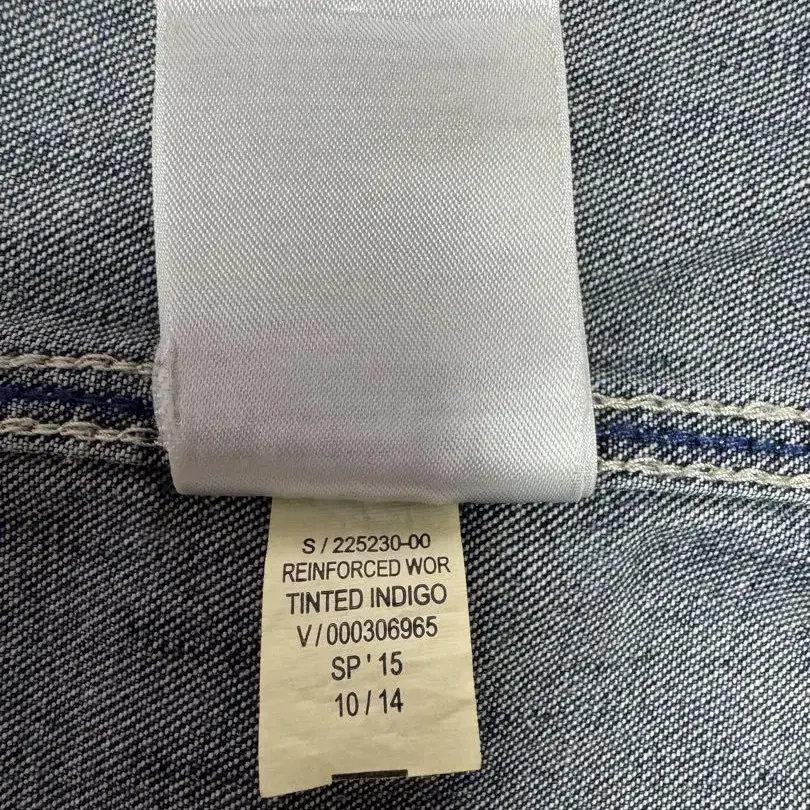 S / 225230-00
REINFORCED WOR
TINTED INDIGO
V / 000306965
SP ' 15
10 / 14